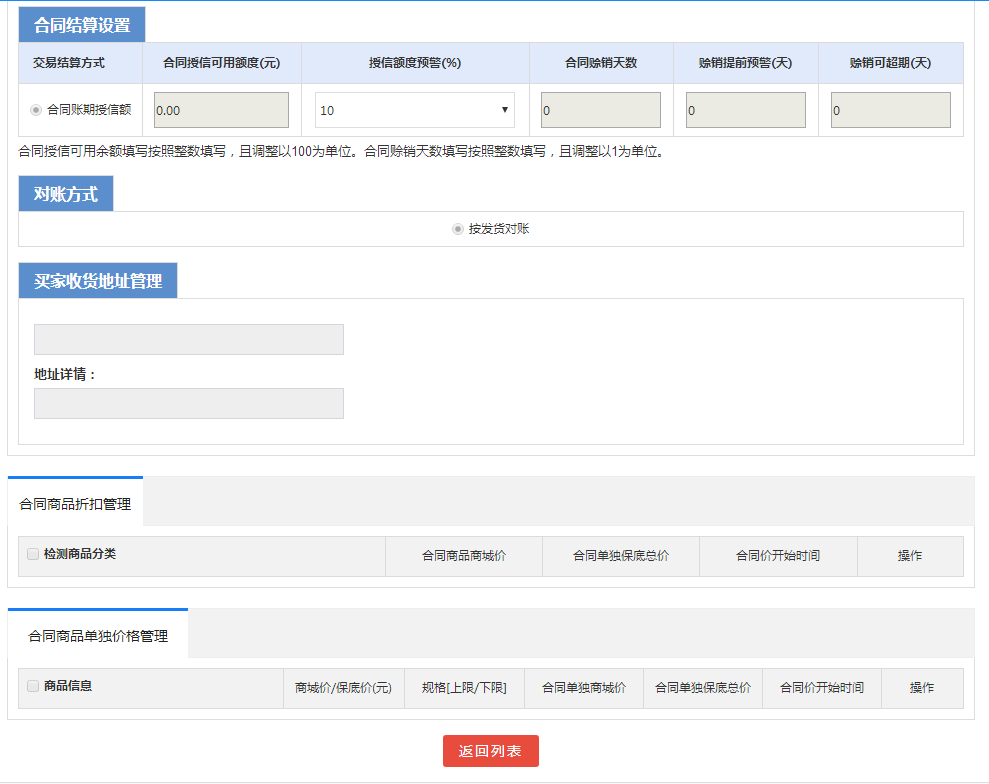 合同结算设置
交易结算方式 合同授信可用额度(元) 授信额度预警(%) 合同赊销天数 赊销提前预警(天) 赊销可超期(天)
合同账期授信额 0.00 10 0 0 0
合同授信可用余额填写按照整数填写，且调整以100为单位。合同赊销天数填写按照整数填写，且调整以1为单位。
对账方式
按发货对账
买家收货地址管理
地址详情：
合同商品折扣管理
检测商品分类 合同商品商城价 合同单独保底总价 合同价开始时间 操作
合同商品单独价格管理
商品信息 商城价/保底价(元) 规格[上限/下限] 合同单独商城价 合同单独保底总价 合同价开始时间 操作
返回列表